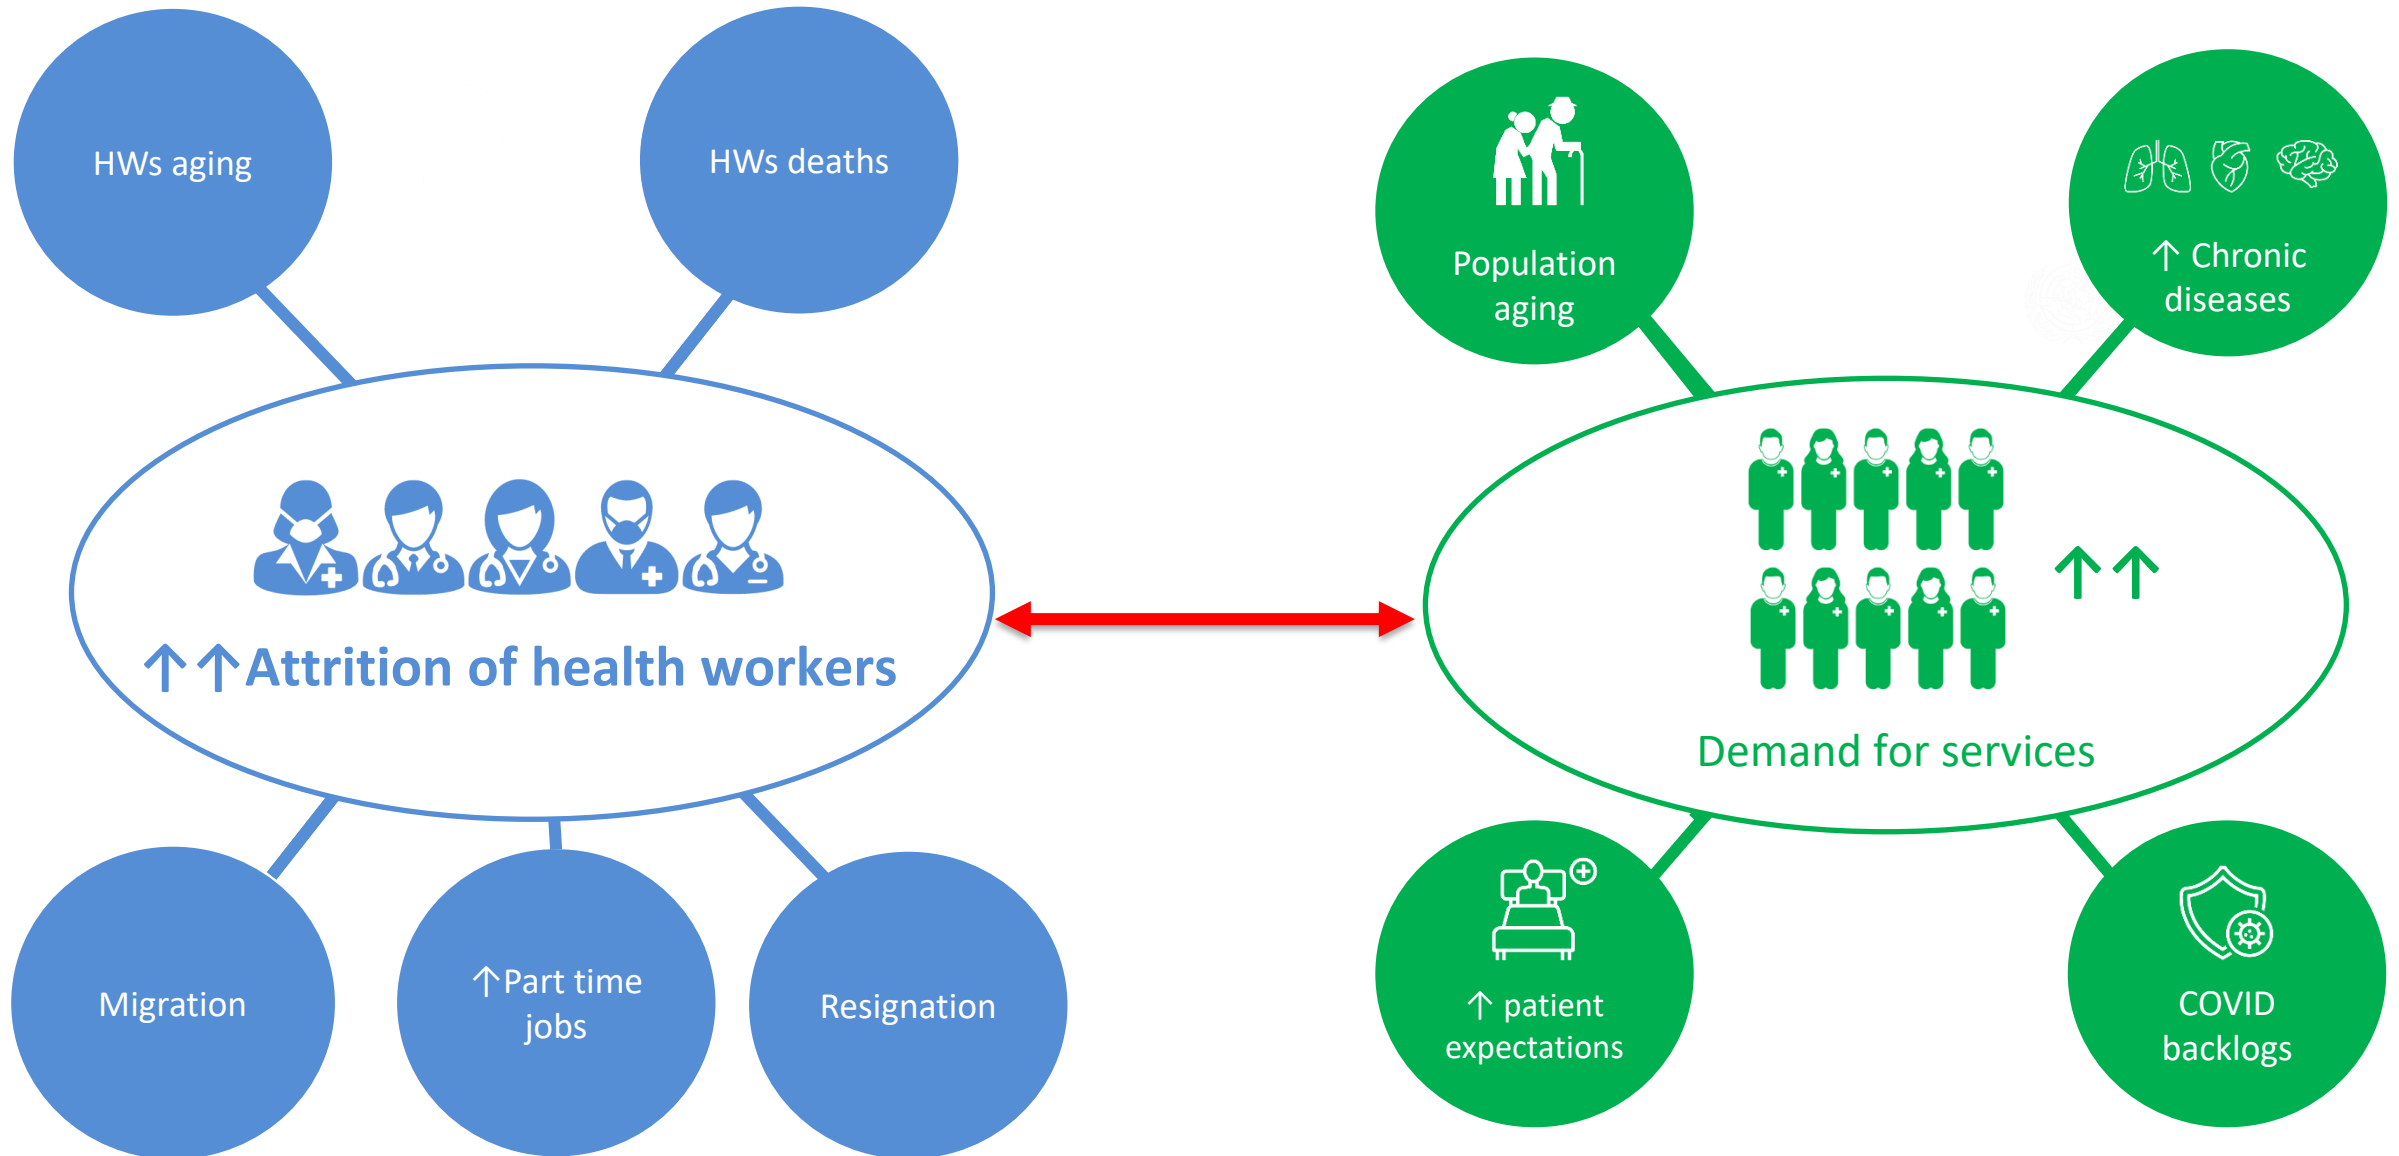 HWs aging
HWs deaths
↑↑Attrition of health workers
Migration
↑Part time
jobs
Resignation
Population
aging
↑ Chronic
diseases
↑↑
Demand for services
↑ patient
expectations
COVID
backlogs